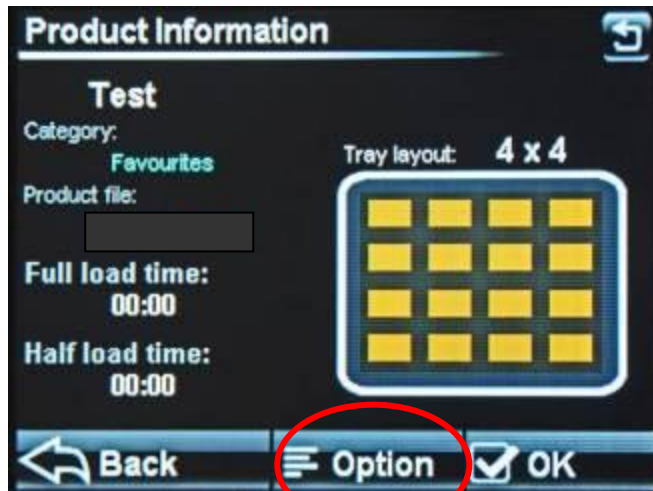 Product Information
Test
Category:
Favourites
Product file:
Tray layout: 4 x 4
Full load time:
00:00
Half load time:
00:00
Back
Option
OK